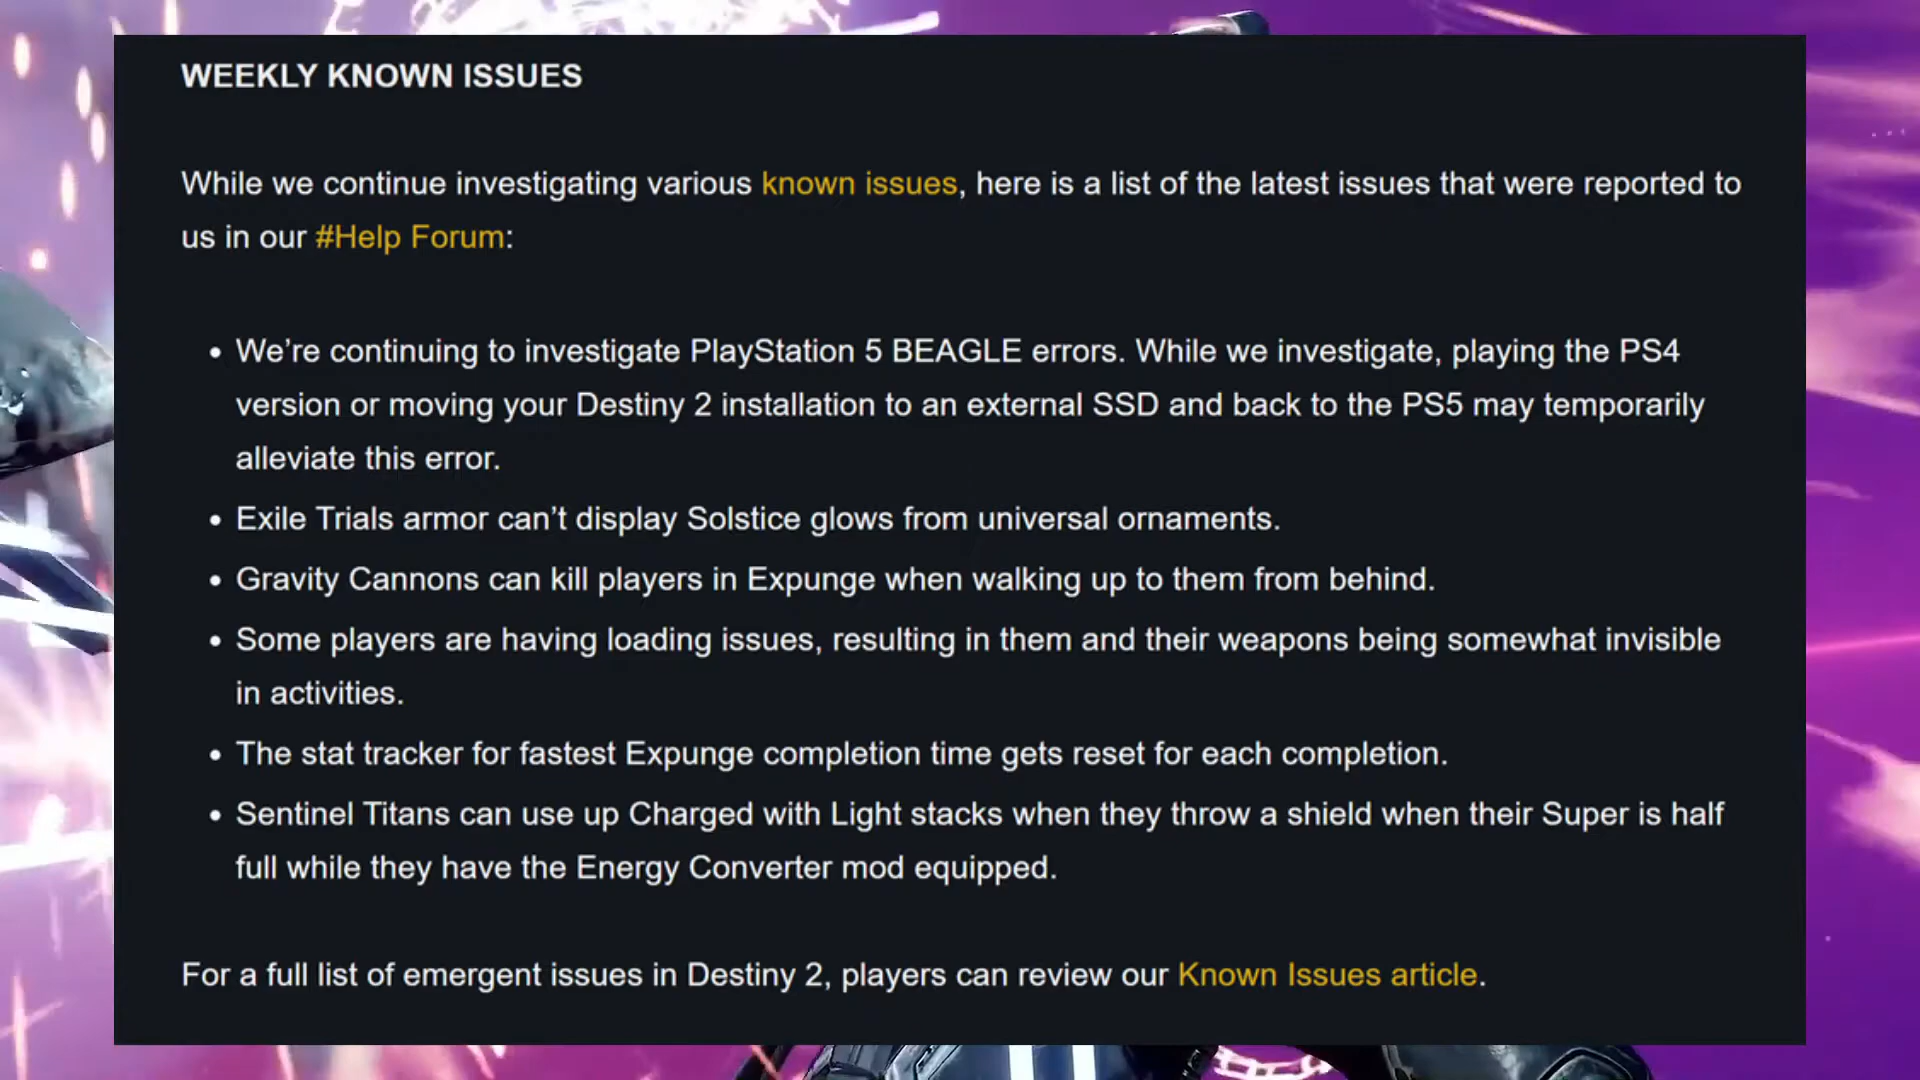 WEEKLY KNOWN ISSUES
While we continue investigating various known issues, here is a list of the latest issues that were reported to
us in our #Help Forum:
• We’re continuing to investigate PlayStation 5 BEAGLE errors. While we investigate, playing the PS4
version or moving your Destiny 2 installation to an external SSD and back to the PS5 may temporarily
alleviate this error.
• Exile Trials armor can’t display Solstice glows from universal ornaments.
• Gravity Cannons can kill players in Expunge when walking up to them from behind.
• Some players are having loading issues, resulting in them and their weapons being somewhat invisible
in activities.
• The stat tracker for fastest Expunge completion time gets reset for each completion.
• Sentinel Titans can use up Charged with Light stacks when they throw a shield when their Super is half
full while they have the Energy Converter mod equipped.
For a full list of emergent issues in Destiny 2, players can review our Known Issues article.